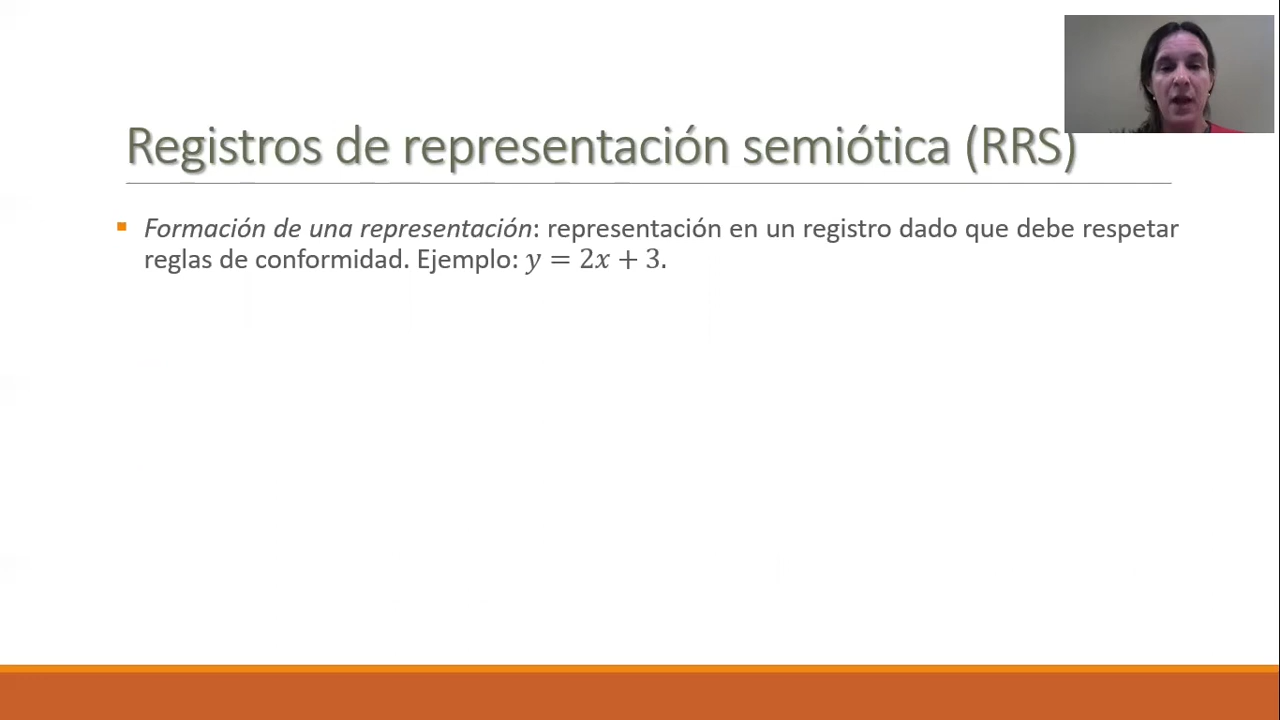 Registros de representación semiótica (RRS)
Formación de una representación: representación en un registro dado que debe respetar
reglas de conformidad. Ejemplo: y = 2x + 3.